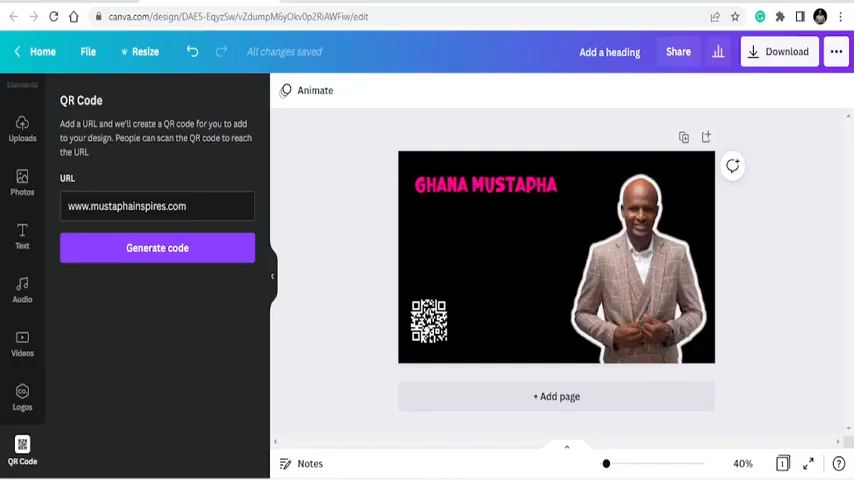 canva.com/design/DAE5-EqyzSw/vZdumpM6yOkv0p2RiAWFiw/edit
Home
File
Resize
All changes saved
Add a heading
Share
Download
Elements
QR Code
Add a URL and we'll create a QR code for you to add
to your design. People can scan the QR code to reach
the URL
URL
www.mustaphainspires.com
Generate code
Uploads
Photos
Text
Audio
Videos
CO.
Logos
QR Code
Animate
GHANA MUSTAPHA
+ Add page
Notes
40%
1